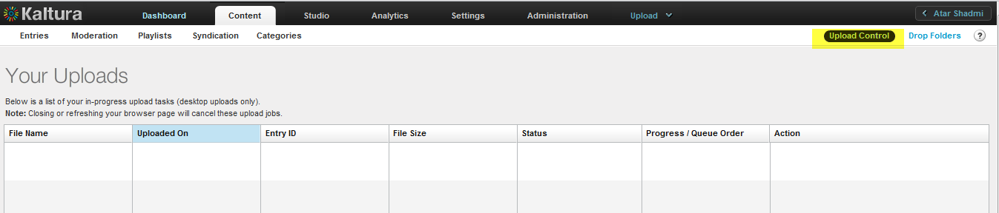 Kaltura Dashboard Content Studio Analytics Settings Administration Upload Atar Shadmi
Entries Moderation Playlists Syndication Categories Upload Control Drop Folders ?
Your Uploads
Below is a list of your in-progress upload tasks (desktop uploads only).
Note: Closing or refreshing your browser page will cancel these upload jobs.
File Name Uploaded On Entry ID File Size Status Progress / Queue Order Action